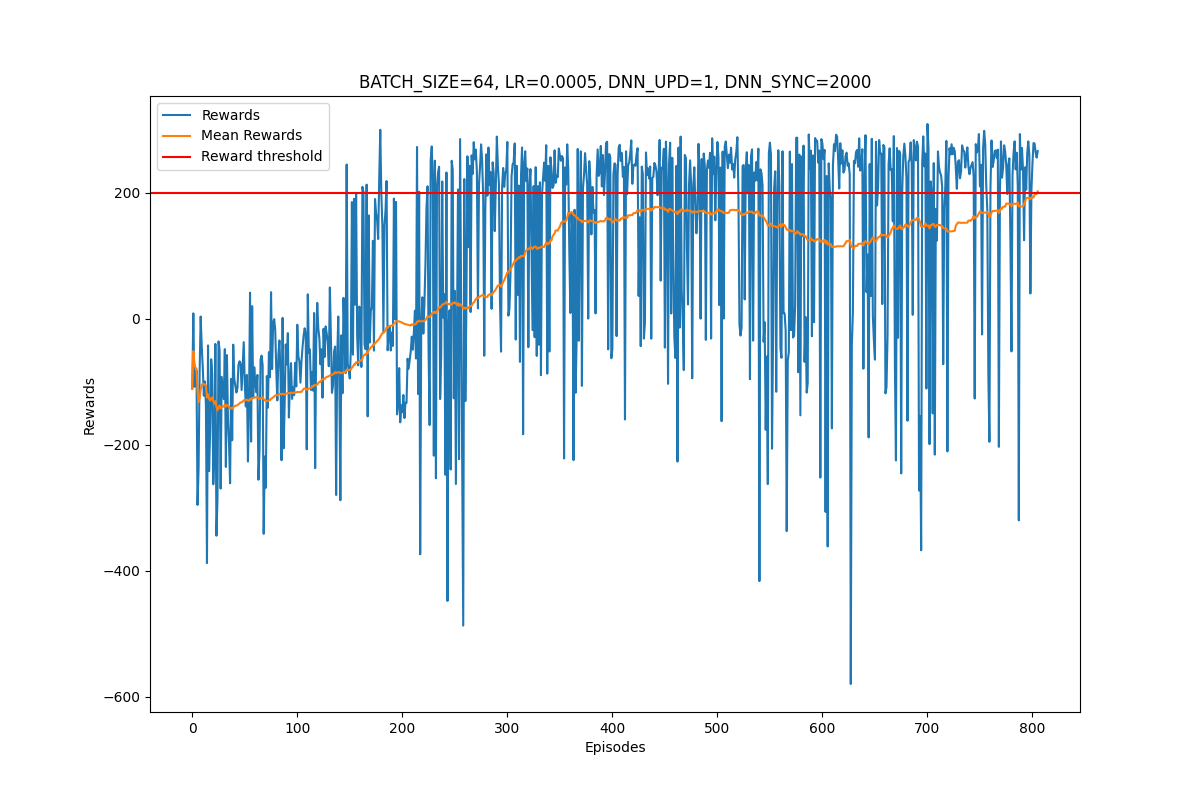 BATCH_SIZE=64, LR=0.0005, DNN_UPD=1, DNN_SYNC=2000
Rewards
Mean Rewards
Reward threshold
200
0
−200
−400
−600
Rewards
0 100 200 300 400 500 600 700 800
Episodes